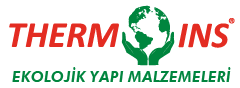 THERM INS®
EKOLOJİK YAPI MALZEMELERİ